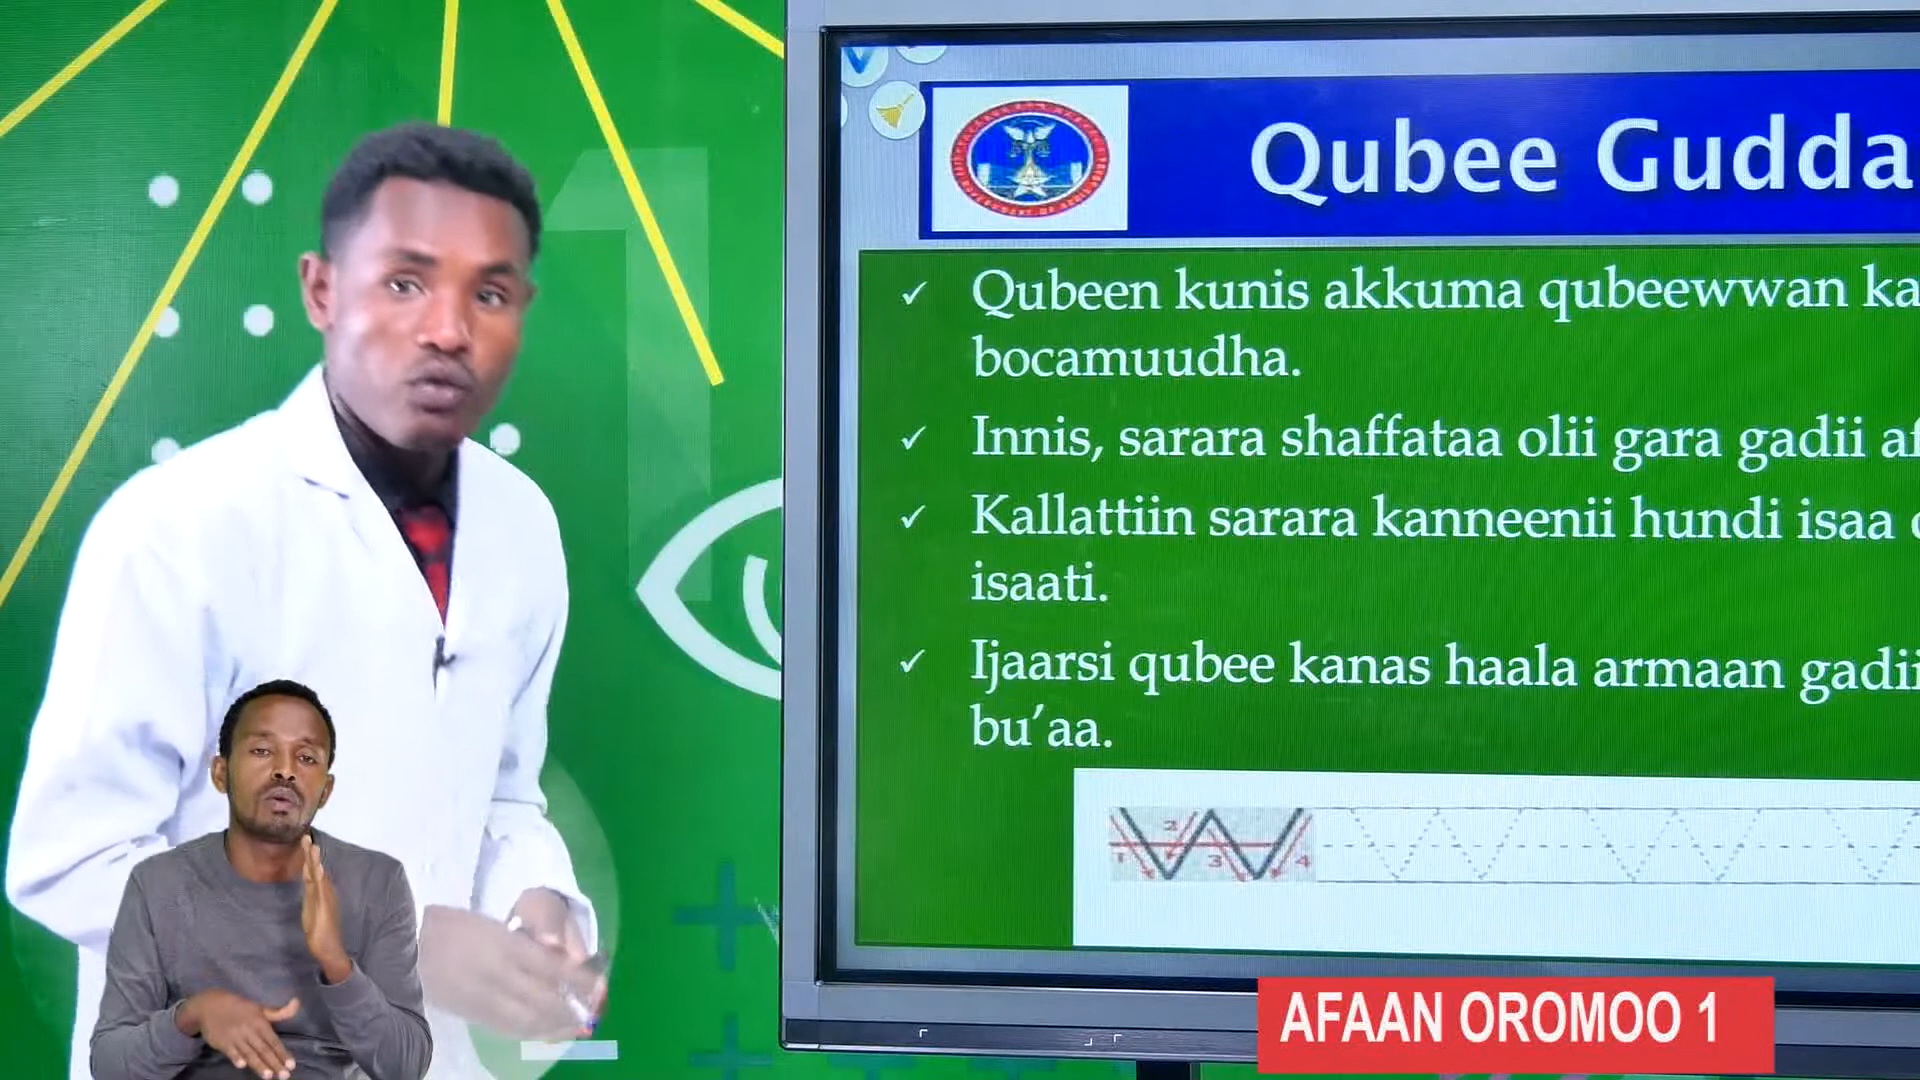 Qubee Gudda
Qubeen kunis akkuma qubeewwan ka
bocamuudha.
Innis, sarara shaffataa olii gara gadii af
Kallattiin sarara kanneenii hundi isaa
isaati.
Ijaarsi qubee kanas haala armaan gadii
bu’aa.
1 2 3 4
AFAAN OROMOO 1